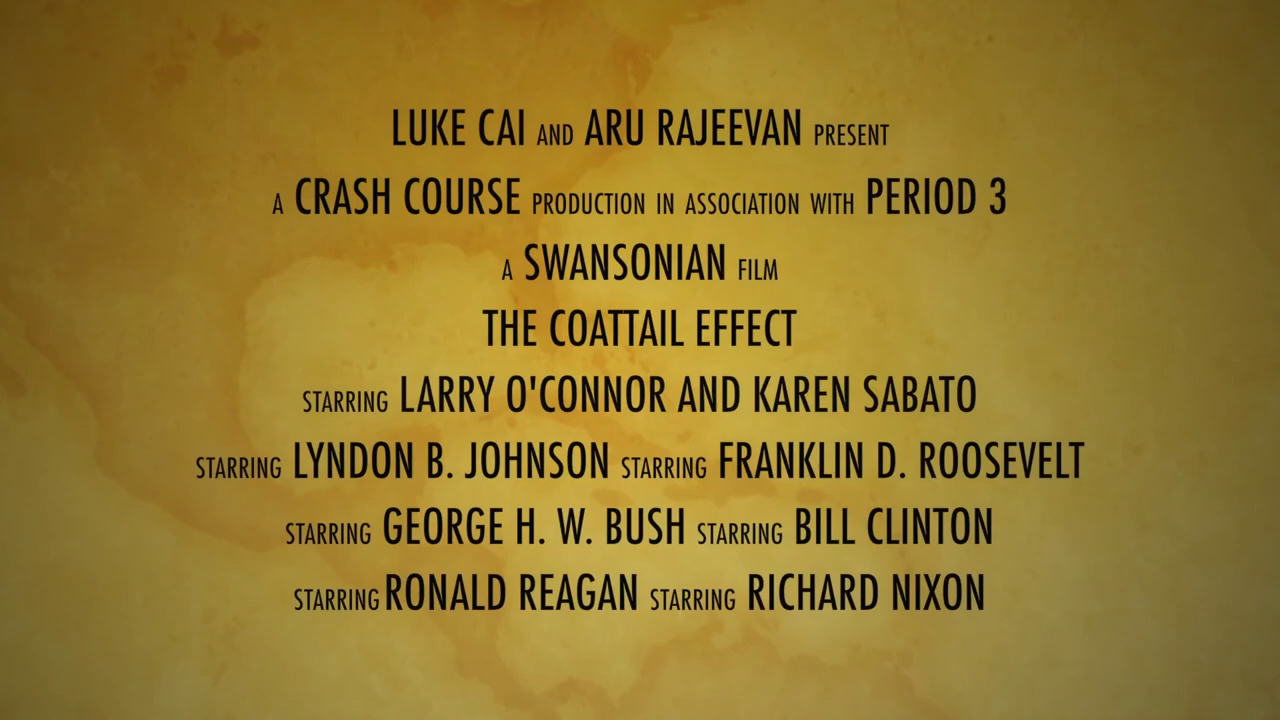 LUKE CAI AND ARU RAJEEVAN PRESENT
A CRASH COURSE PRODUCTION IN ASSOCIATION WITH PERIOD 3
A SWANSONIAN FILM
THE COATTAIL EFFECT
STARRING LARRY O'CONNOR AND KAREN SABATO
STARRING LYNDON B. JOHNSON STARRING FRANKLIN D. ROOSEVELT
STARRING GEORGE H. W. BUSH STARRING BILL CLINTON
STARRING RONALD REAGAN STARRING RICHARD NIXON